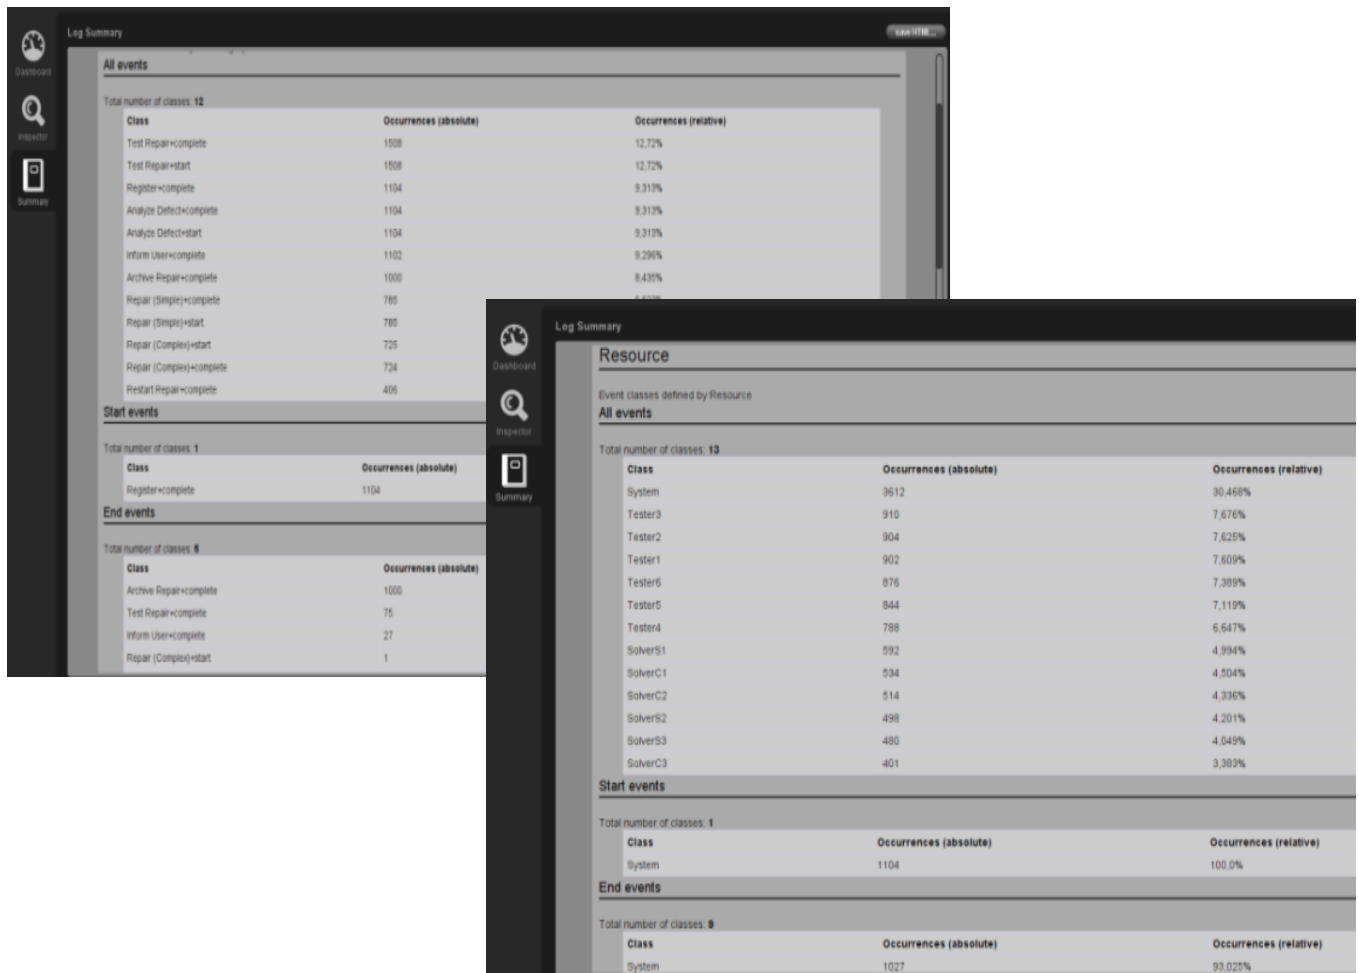 Log Summary
save HTML...
Dashboard
Inspector
Summary
All events
Total number of classes: 12
Class Occurrences (absolute) Occurrences (relative)
Test Repair+complete 1508 12,72%
Test Repair+start 1508 12,72%
Register+complete 1104 9,313%
Analyze Defect+complete 1104 9,313%
Analyze Defect+start 1104 9,313%
Inform User+complete 1102 9,296%
Archive Repair+complete 1000 8,435%
Repair (Simple)+complete 785
Repair (Simple)+start 785
Repair (Complex)+start 725
Repair (Complex)+complete 724
Restart Repair+complete 406
Start events
Total number of classes: 1
Class Occurrences (absolute)
Register+complete 1104
End events
Total number of classes: 5
Class Occurrences (absolute)
Archive Repair+complete 1000
Test Repair+complete 75
Inform User+complete 27
Repair (Complex)+start 1
Log Summary
Dashboard
Inspector
Summary
Resource
Event classes defined by Resource
All events
Total number of classes: 13
Class Occurrences (absolute) Occurrences (relative)
System 3612 30,468%
Tester3 910 7,676%
Tester2 904 7,625%
Tester1 902 7,609%
Tester6 876 7,389%
Tester5 844 7,119%
Tester4 788 6,647%
SolverS1 592 4,994%
SolverC1 534 4,504%
SolverC2 514 4,336%
SolverS2 498 4,201%
SolverS3 480 4,049%
SolverC3 401 3,383%
Start events
Total number of classes: 1
Class Occurrences (absolute) Occurrences (relative)
System 1104 100,0%
End events
Total number of classes: 9
Class Occurrences (absolute) Occurrences (relative)
System 1027 93,025%